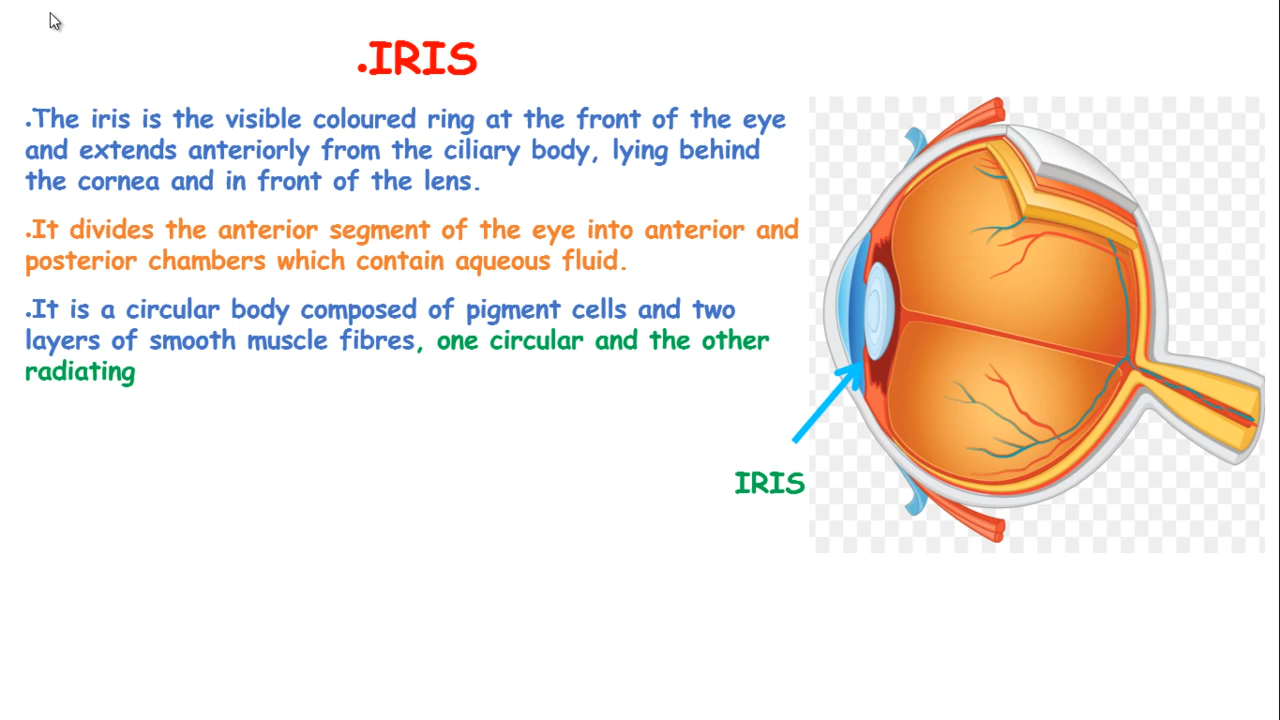 .IRIS
.The iris is the visible coloured ring at the front of the eye
and extends anteriorly from the ciliary body, lying behind
the cornea and in front of the lens.
.It divides the anterior segment of the eye into anterior and
posterior chambers which contain aqueous fluid.
.It is a circular body composed of pigment cells and two
layers of smooth muscle fibres, one circular and the other
radiating
IRIS